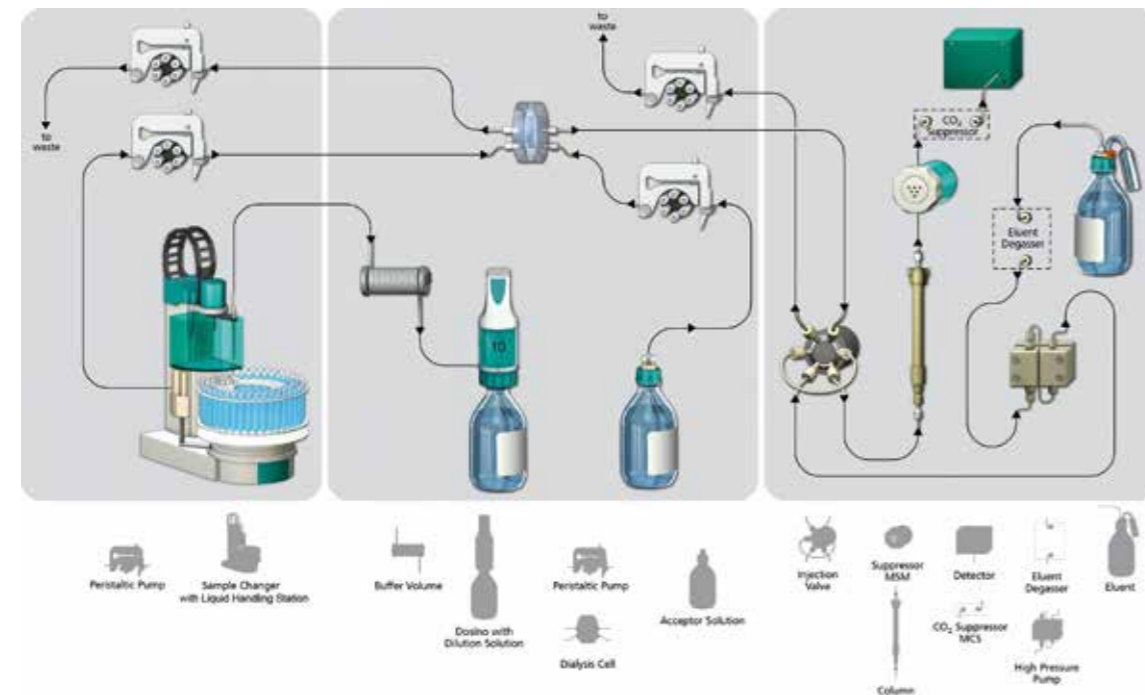 to
waste
to
waste
CO2
Suppressor
Eluent
Degasser
10
Peristaltic Pump
Sample Changer
with Liquid Handling Station
Buffer Volume
Dosino with
Dilution Solution
Peristaltic Pump
Dialysis Cell
Acceptor Solution
Injection
Valve
Suppressor
MSM
Column
Detector
CO2 Suppressor
MCS
Eluent
Degasser
High Pressure
Pump
Eluent